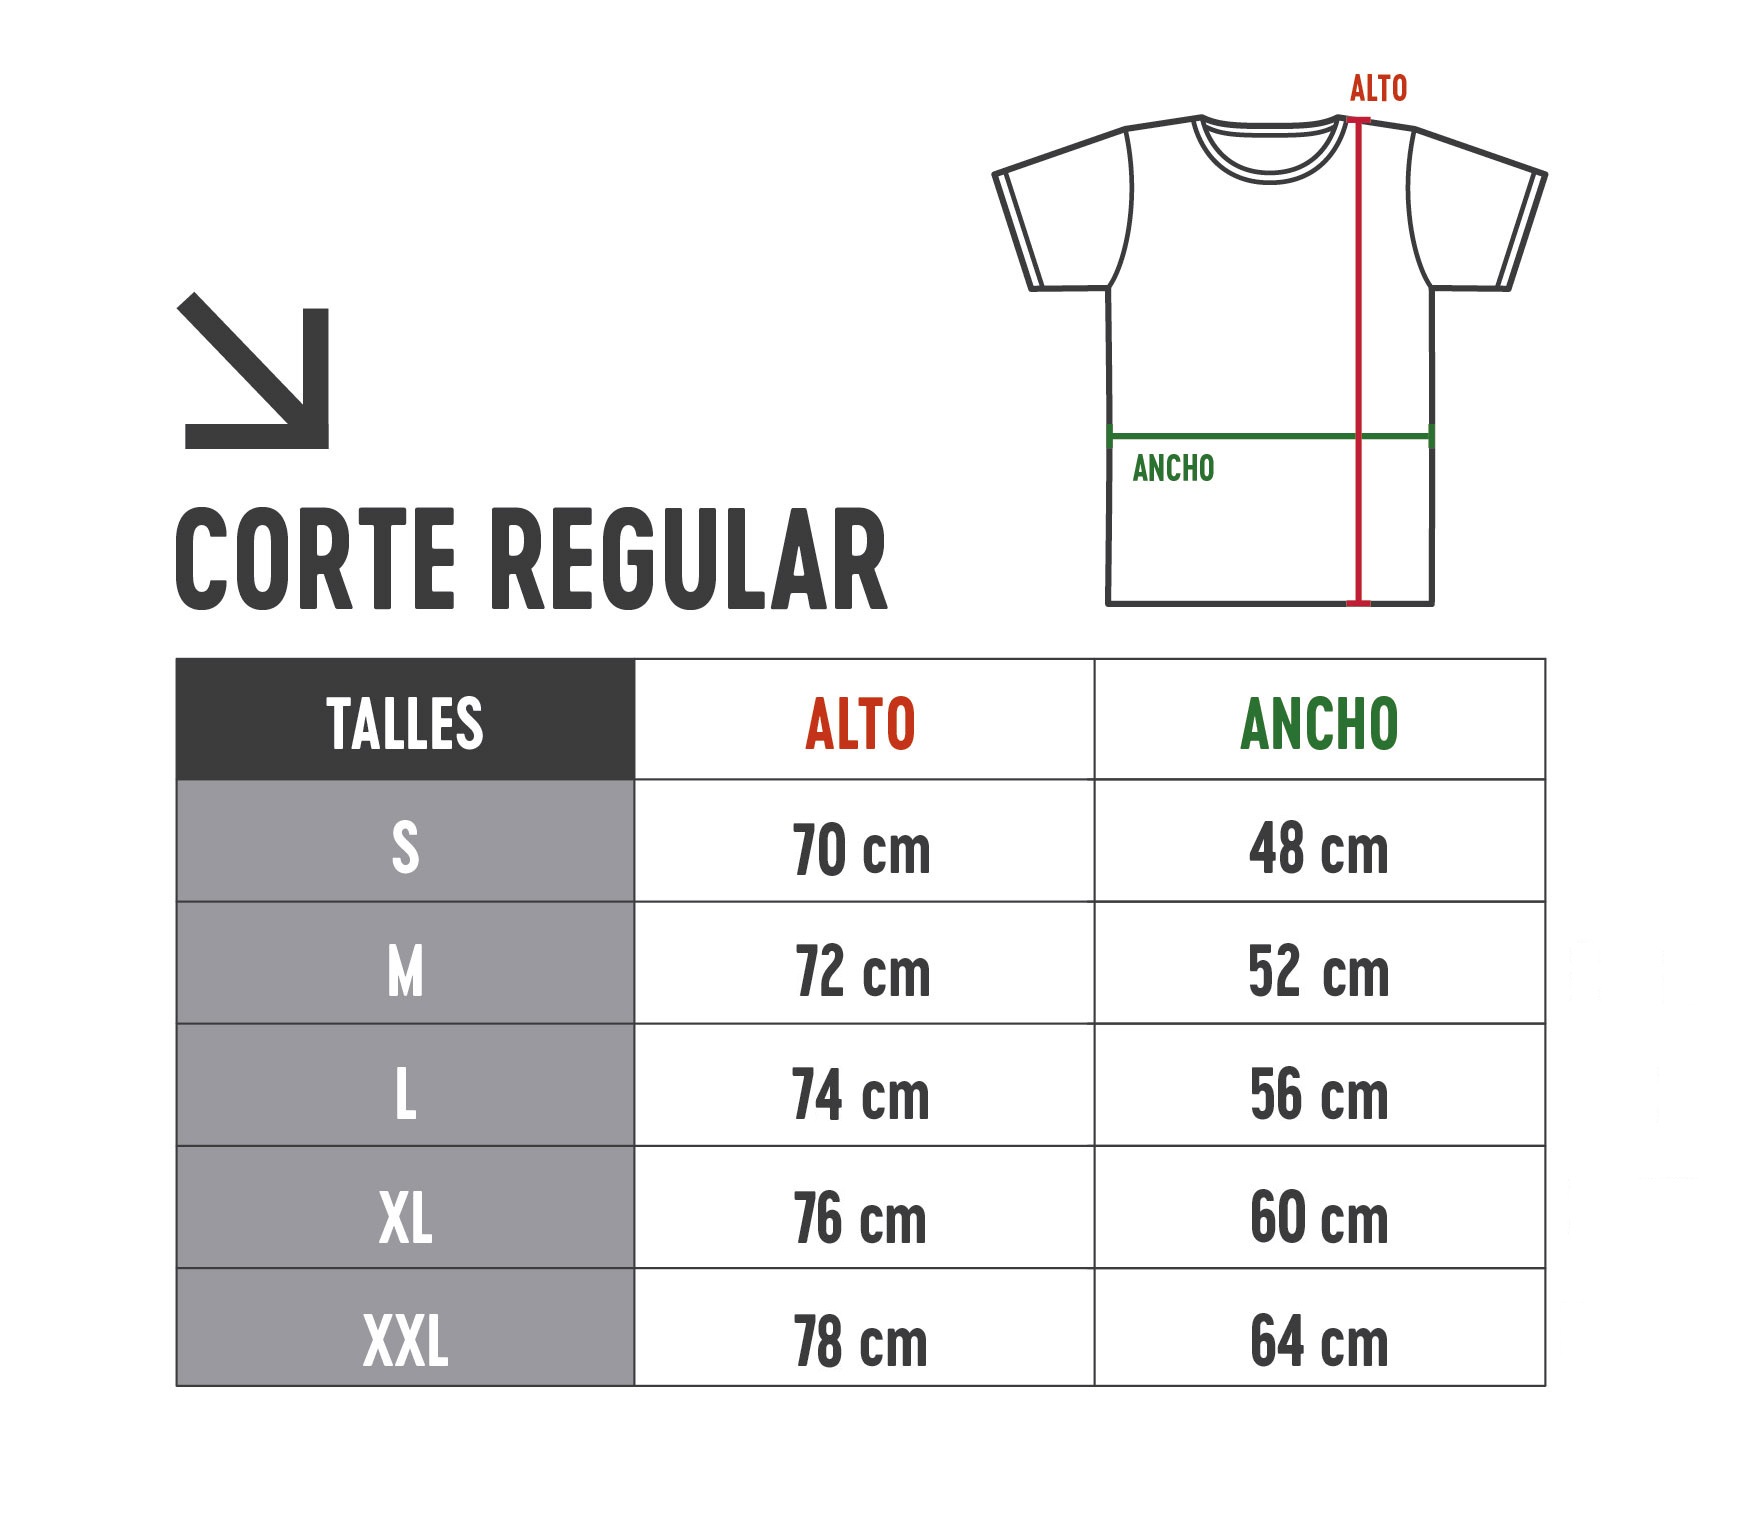 ALTO
ANCHO
CORTE REGULAR
TALLES ALTO ANCHO
S 70 cm 48 cm
M 72 cm 52 cm
L 74 cm 56 cm
XL 76 cm 60 cm
XXL 78 cm 64 cm